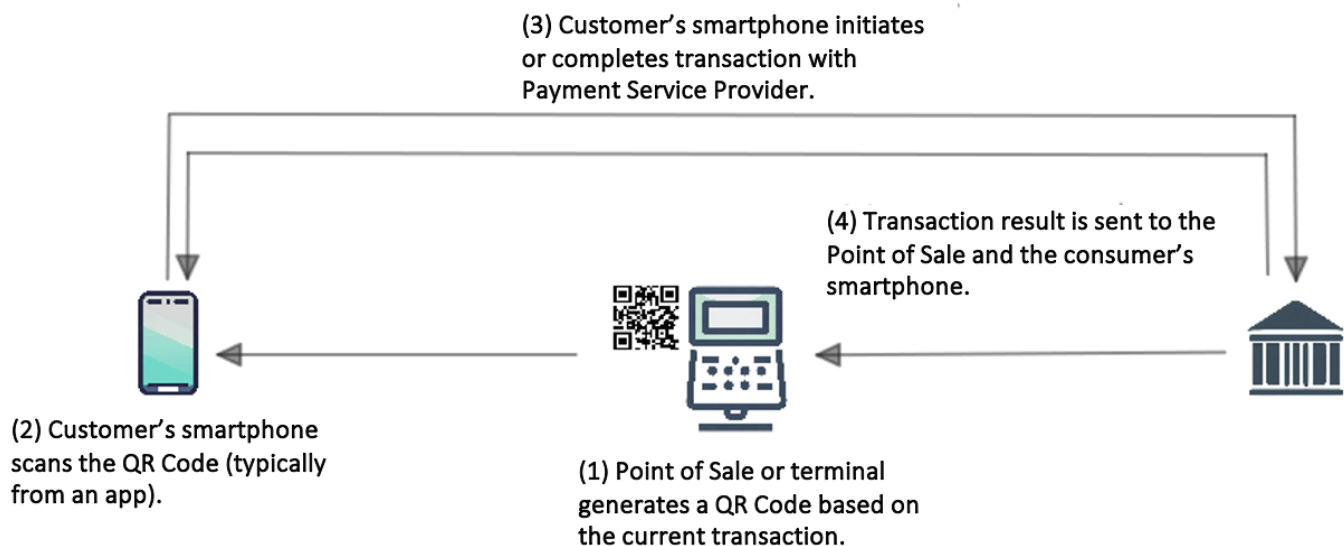 (3) Customer’s smartphone initiates
or completes transaction with
Payment Service Provider.
(4) Transaction result is sent to the
Point of Sale and the consumer’s
smartphone.
(2) Customer’s smartphone
scans the QR Code (typically
from an app).
(1) Point of Sale or terminal
generates a QR Code based on
the current transaction.